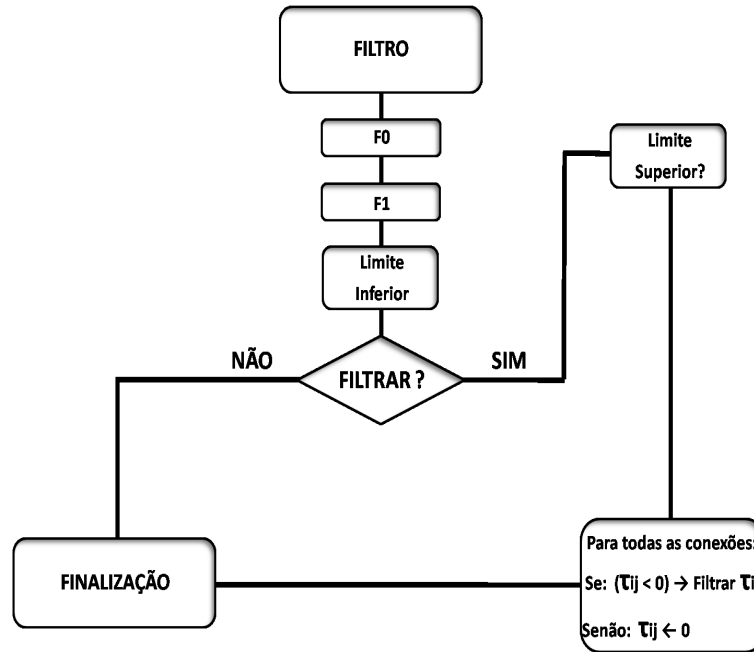 FILTRO
F0
F1
Limite
Inferior
Limite
Superior?
NÃO
FILTRAR ?
SIM
FINALIZAÇÃO
Para todas as conexões:
Se: (τij < 0) → Filtrar τi
Senão: τij ← 0